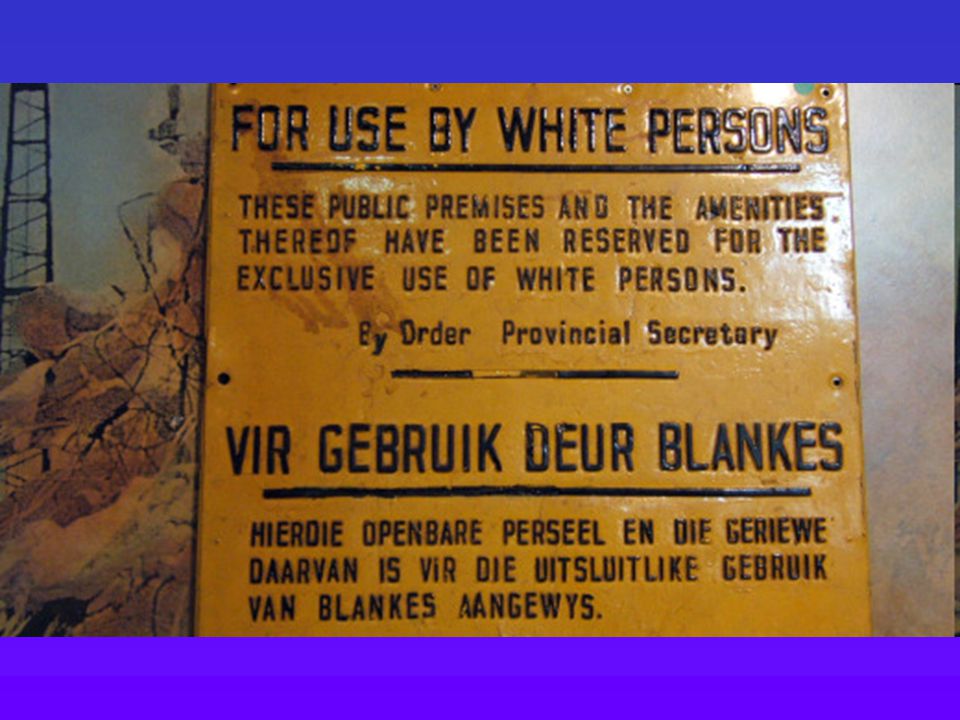 FOR USE BY WHITE PERSONS
THESE PUBLIC PREMISES AND THE AMENITIES
THEREOF HAVE BEEN RESERVED FOR THE
EXCLUSIVE USE OF WHITE PERSONS.
By Order Provincial Secretary
VIR GEBRUIK DEUR BLANKES
HIERDIE OPENBARE PERSEEL EN DIE GERIEWE
DAARVAN IS VIR DIE UITSLUITLIKE GEBRUIK
VAN BLANKES AANGEWYS.